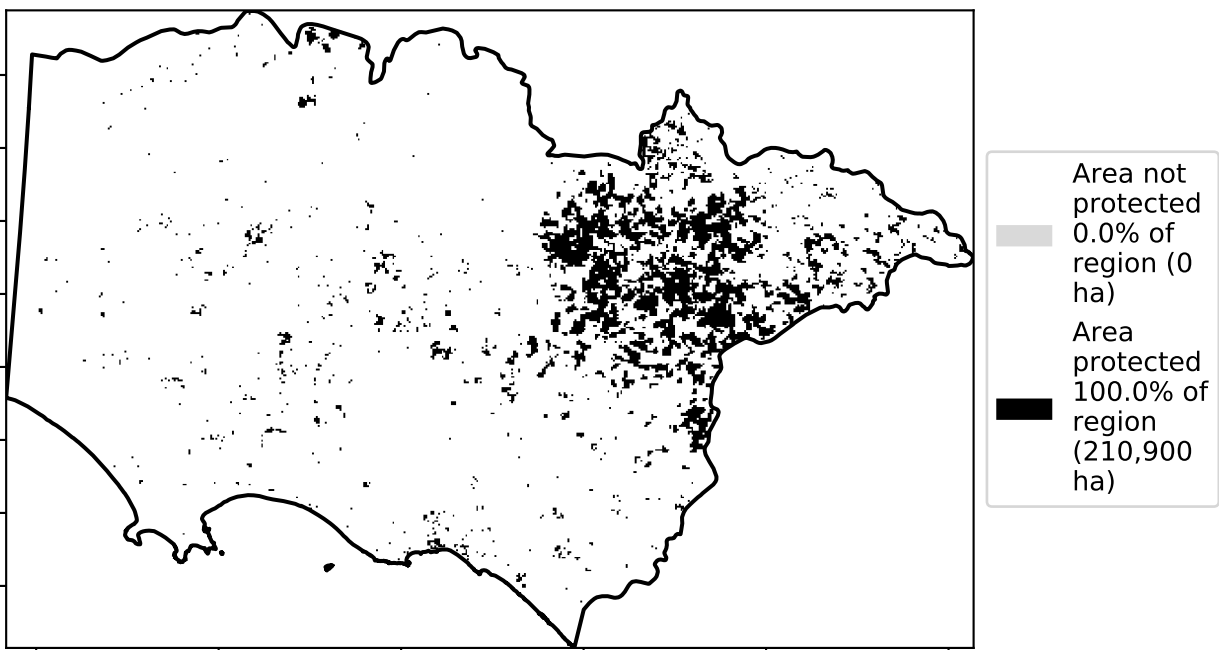 Area not
protected
0.0% of
region (0
ha)
Area
protected
100.0% of
region
(210,900
ha)